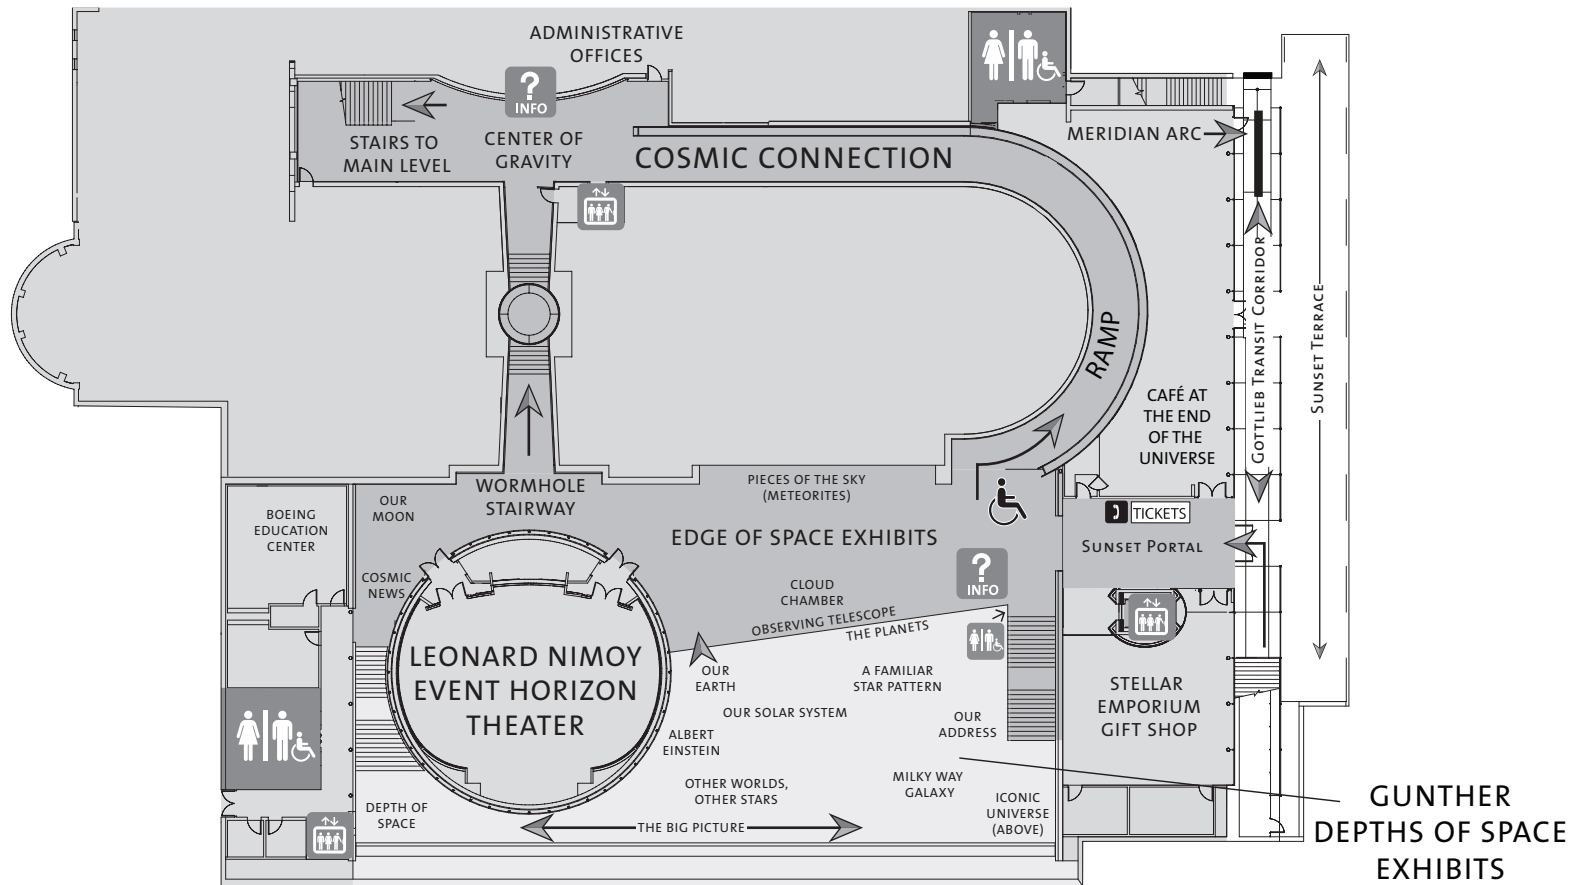 ADMINISTRATIVE
OFFICES
?
INFO
STAIRS TO
MAIN LEVEL
CENTER OF
GRAVITY
COSMIC CONNECTION
MERIDIAN ARC
RAMP
GOTTLIEB TRANSIT CORRIDOR
SUNSET TERRACE
CAFÉ AT
THE END
OF THE
UNIVERSE
WORMHOLE
STAIRWAY
PIECES OF THE SKY
(METEORITES)
OUR
MOON
BOEING
EDUCATION
CENTER
EDGE OF SPACE EXHIBITS
TICKETS
SUNSET PORTAL
COSMIC
NEWS
CLOUD
CHAMBER
?
INFO
OBSERVING TELESCOPE
THE PLANETS
LEONARD NIMOY
EVENT HORIZON
THEATER
OUR
EARTH
A FAMILIAR
STAR PATTERN
STELLAR
EMPORIUM
GIFT SHOP
OUR SOLAR SYSTEM
OUR
ADDRESS
ALBERT
EINSTEIN
OTHER WORLDS,
OTHER STARS
MILKY WAY
GALAXY
ICONIC
UNIVERSE
(ABOVE)
DEPTH OF
SPACE
THE BIG PICTURE
GUNTHER
DEPTHS OF SPACE
EXHIBITS